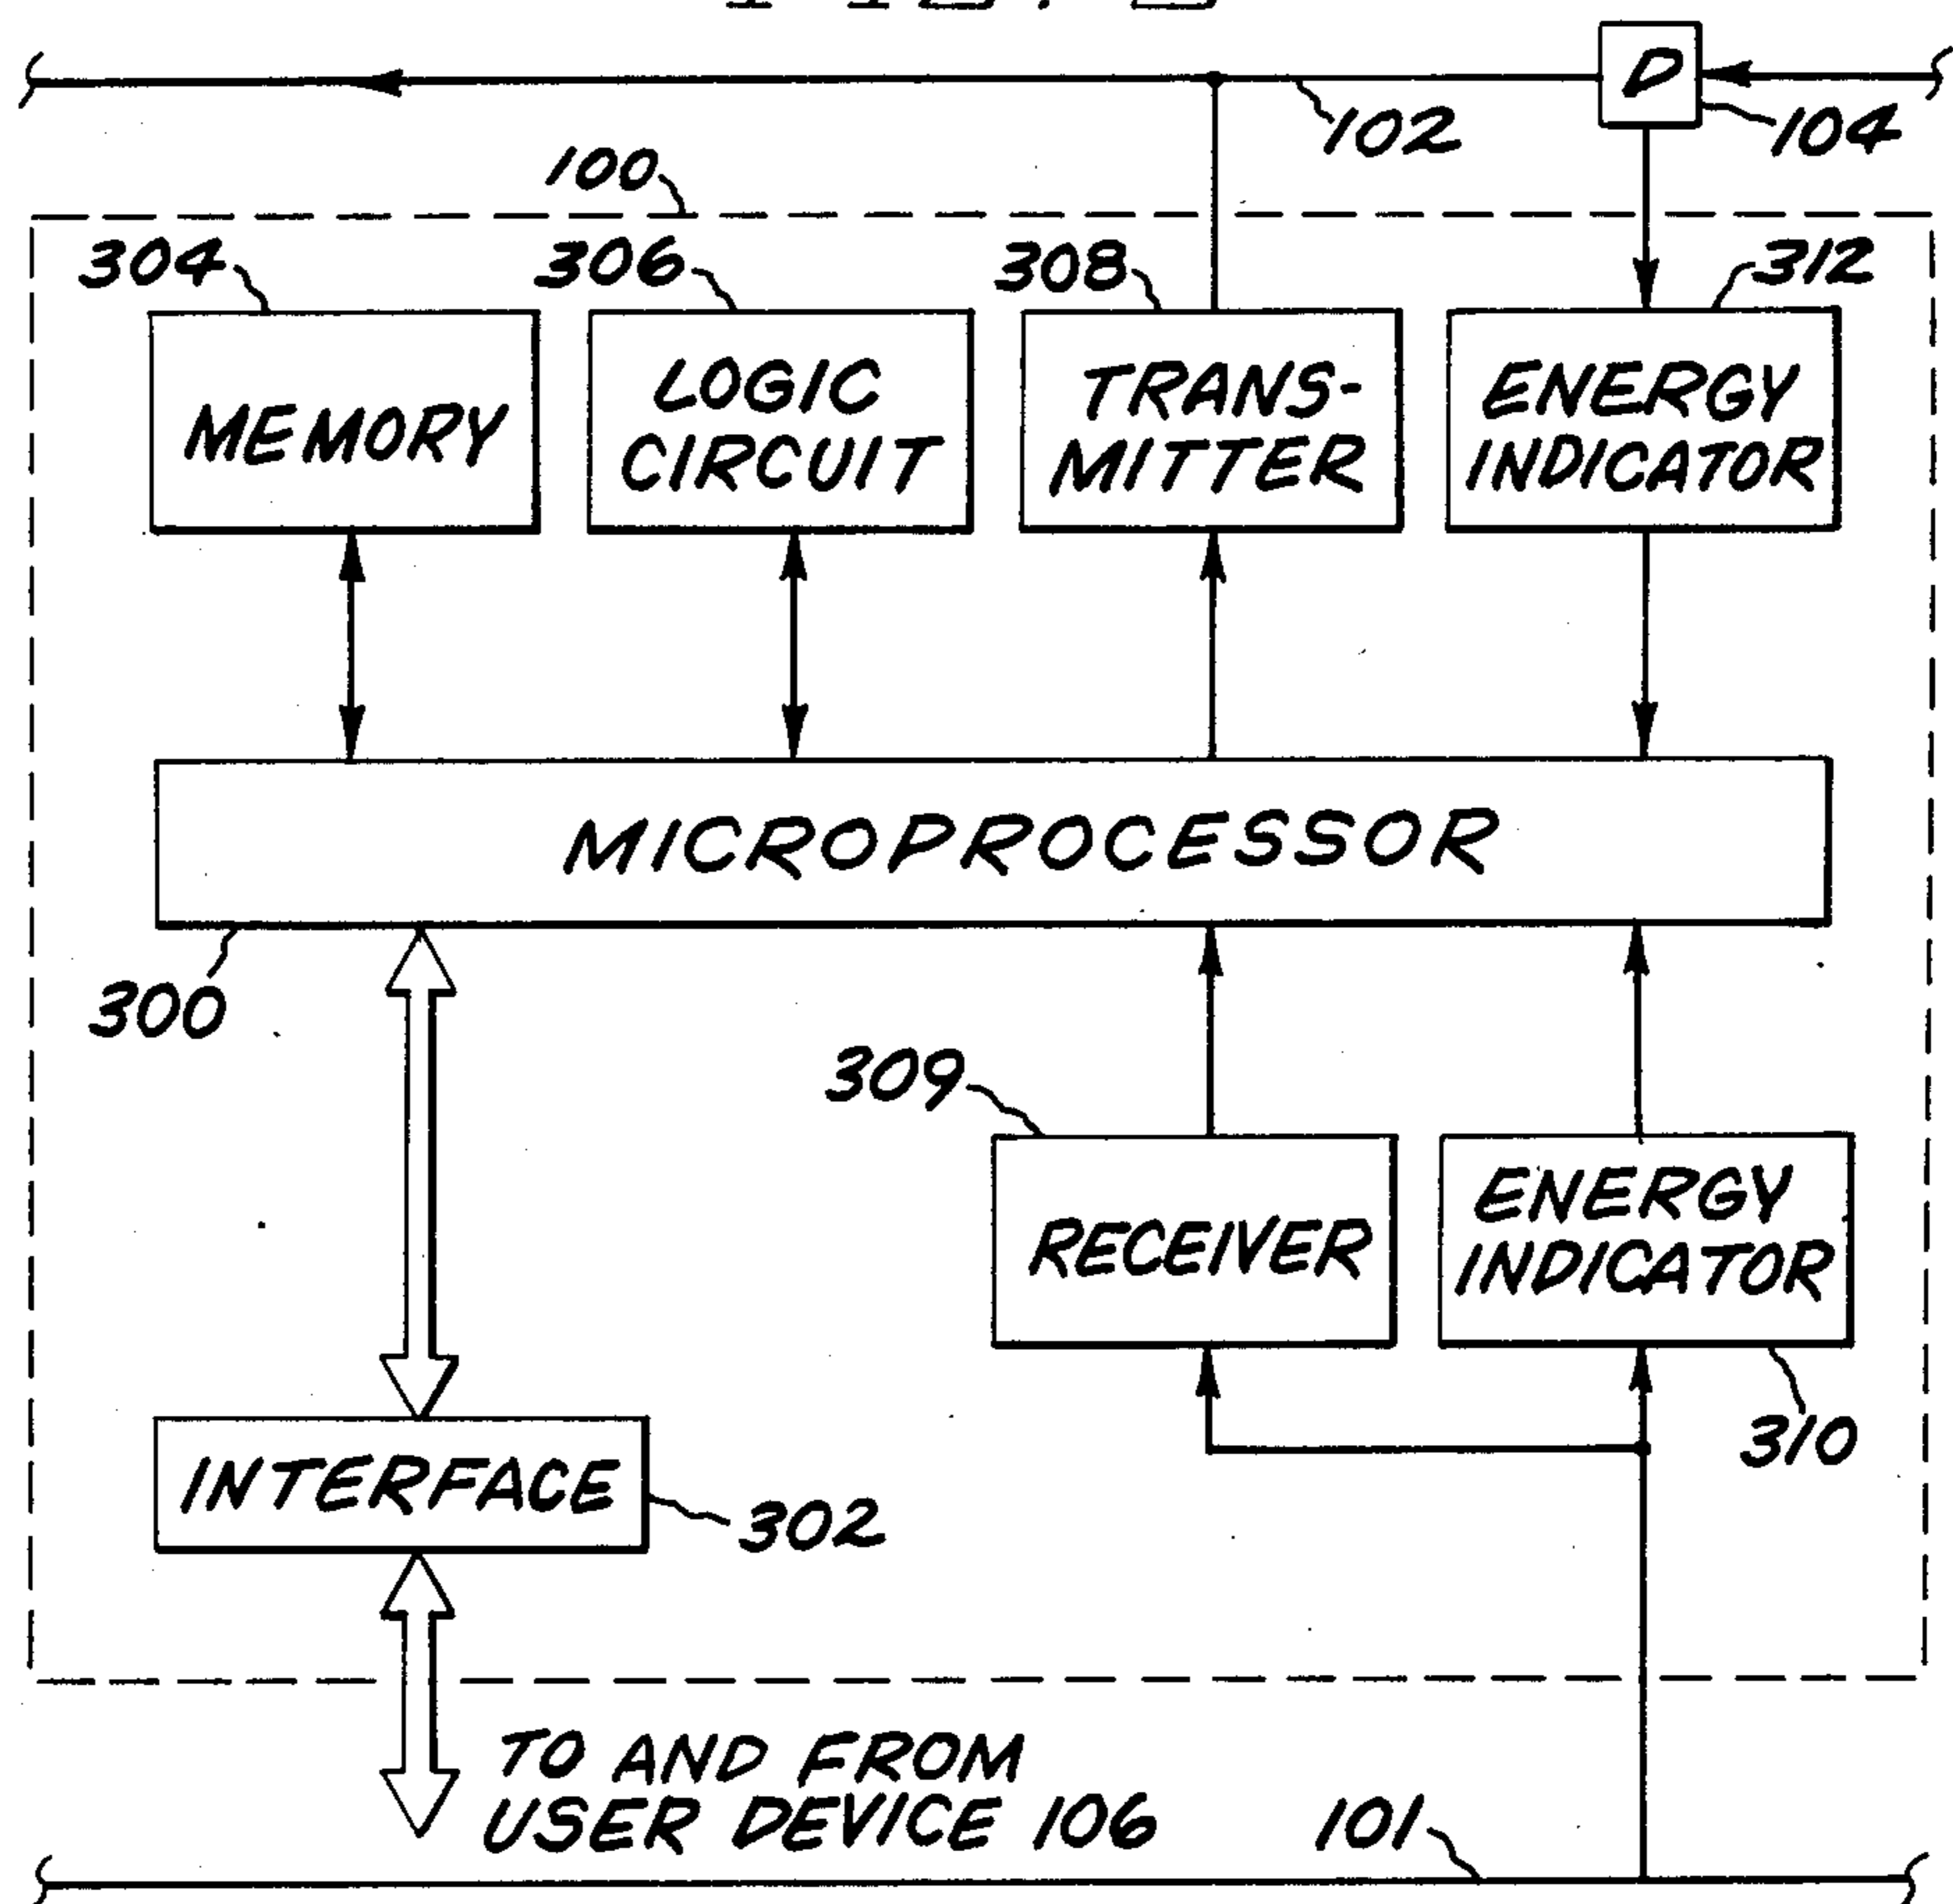 D
102
104
100
304
306
308
312
MEMORY
LOGIC
CIRCUIT
TRANS-
MITTER
ENERGY
INDICATOR
MICROPROCESSOR
300
309
RECEIVER
ENERGY
INDICATOR
310
INTERFACE
302
TO AND FROM
USER DEVICE 106
101